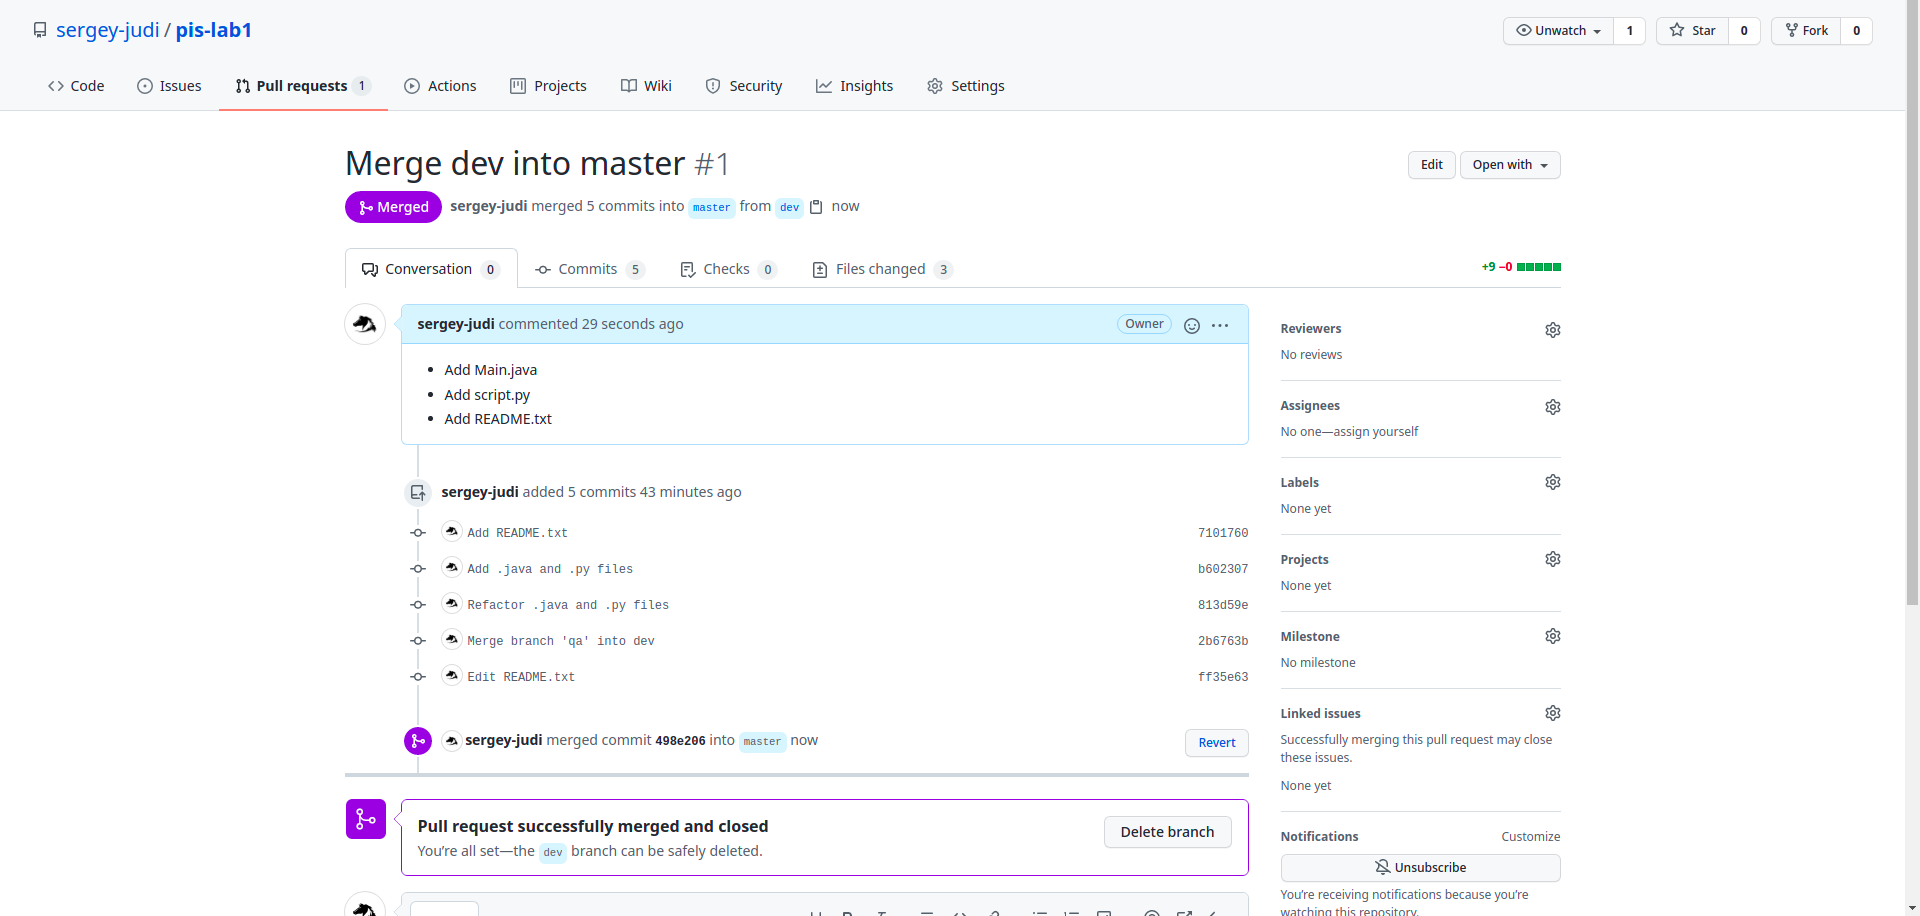 sergey-judi / pis-lab1
Unwatch 1 Star 0 Fork 0
Code Issues Pull requests 1 Actions Projects Wiki Security Insights Settings
Merge dev into master #1
Edit Open with
Merged sergey-judi merged 5 commits into master from dev now
Conversation 0 Commits 5 Checks 0 Files changed 3
+9 −0
sergey-judi commented 29 seconds ago
Owner
• Add Main.java
• Add script.py
• Add README.txt
sergey-judi added 5 commits 43 minutes ago
Add README.txt 7101760
Add .java and .py files b602307
Refactor .java and .py files 813d59e
Merge branch 'qa' into dev 2b6763b
Edit README.txt ff35e63
sergey-judi merged commit 498e206 into master now
Revert
Pull request successfully merged and closed
You're all set—the dev branch can be safely deleted.
Delete branch
Reviewers
No reviews
Assignees
No one—assign yourself
Labels
None yet
Projects
None yet
Milestone
No milestone
Linked issues
Successfully merging this pull request may close
these issues.
None yet
Notifications Customize
Unsubscribe
You're receiving notifications because you're
watching this repository.